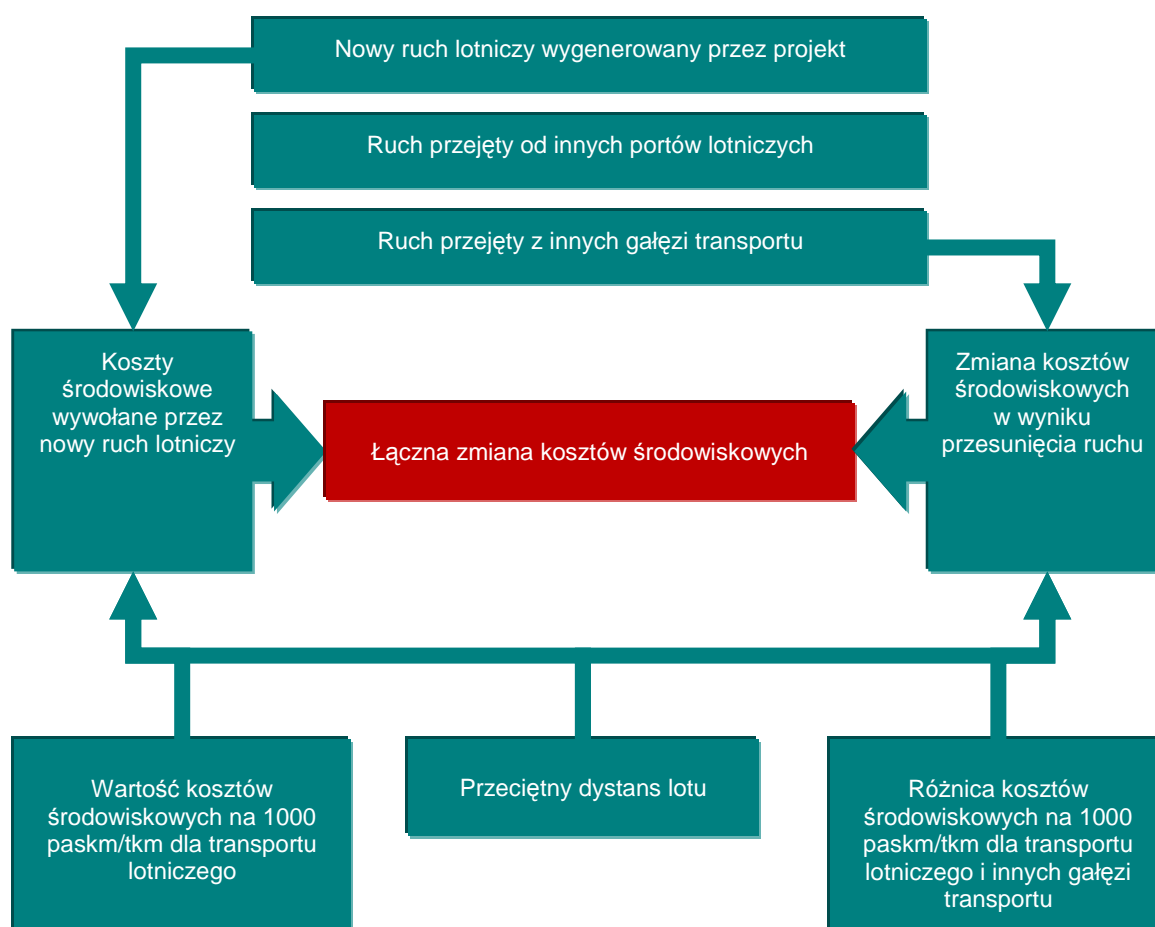 Nowy ruch lotniczy wygenerowany przez projekt
Ruch przejęty od innych portów lotniczych
Ruch przejęty z innych gałęzi transportu
Koszty
środowiskowe
wywołane przez
nowy ruch lotniczy
Łączna zmiana kosztów środowiskowych
Zmiana kosztów
środowiskowych
w wyniku
przesunięcia ruchu
Wartość kosztów
środowiskowych na 1000
paskm/tkm dla transportu
lotniczego
Przeciętny dystans lotu
Różnica kosztów
środowiskowych na 1000
paskm/tkm dla transportu
lotniczego i innych gałęzi
transportu